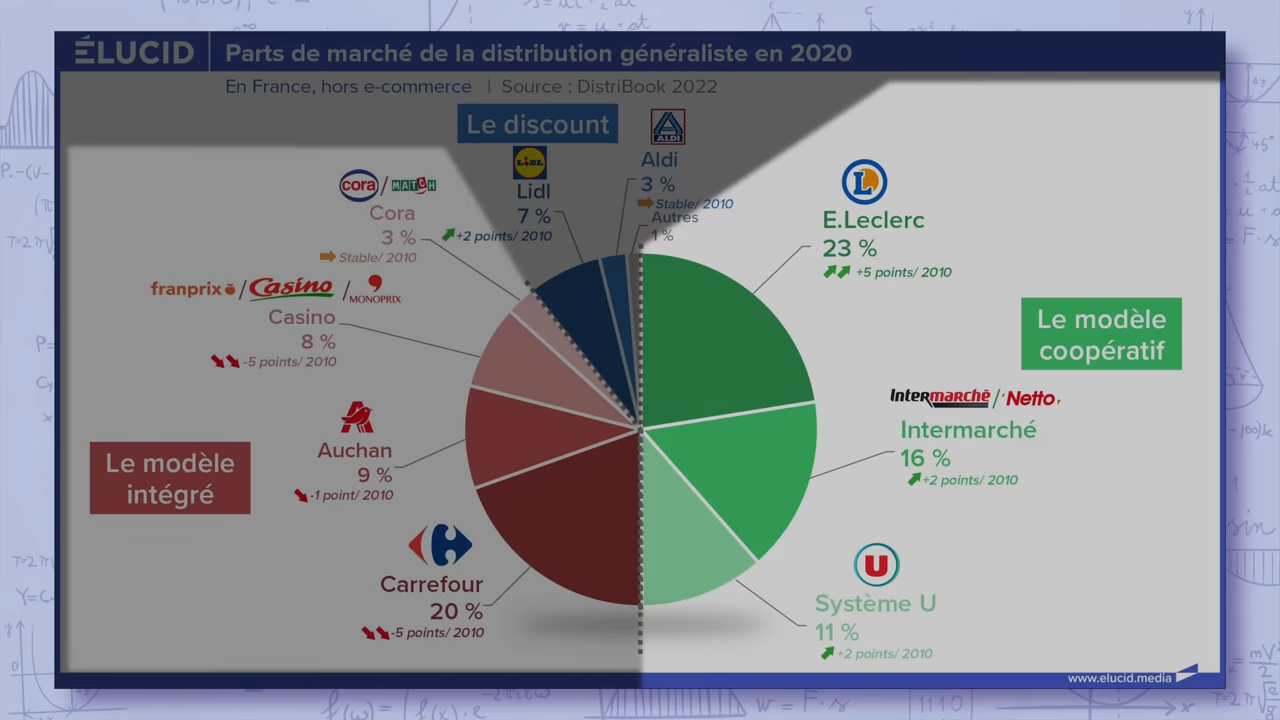 ÉLUCID
Parts de marché de la distribution généraliste en 2020
En France, hors e-commerce | Source : DistriBook 2022
Le discount
ALDI
Aldi
3 %
Stable/ 2010
Autres
1 %
LIDL
Lidl
7 %
+2 points/ 2010
cora / MATCH
Cora
3 %
Stable/ 2010
franprix / Casino / MONOPRIX
Casino
8 %
-5 points/ 2010
Auchan
9 %
-1 point/ 2010
Le modèle
intégré
Carrefour
20 %
-5 points/ 2010
L
E.Leclerc
23 %
+5 points/ 2010
Le modèle
coopératif
Intermarché / Netto
Intermarché
16 %
+2 points/ 2010
U
Système U
11 %
+2 points/ 2010
www.elucid.media